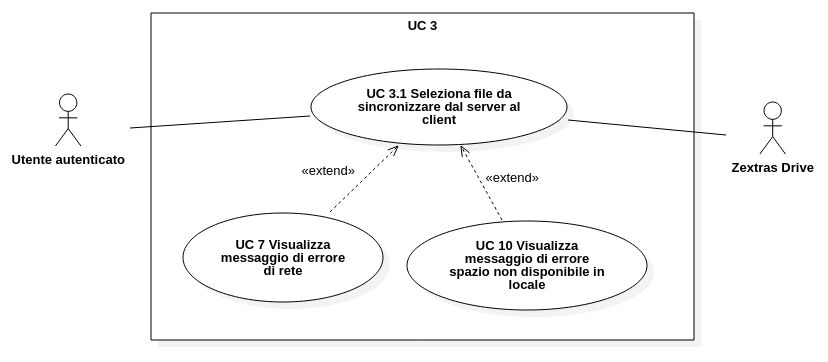 UC 3
UC 3.1 Seleziona file da
sincronizzare dal server al
client
Utente autenticato
Zextras Drive
«extend»
«extend»
UC 7 Visualizza
messaggio di errore
di rete
UC 10 Visualizza
messaggio di errore
spazio non disponibile in
locale